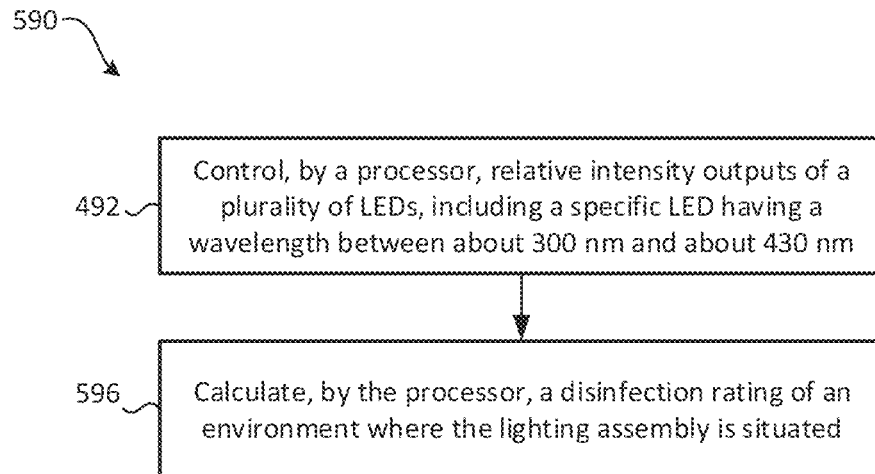 590
492
Control, by a processor, relative intensity outputs of a
plurality of LEDs, including a specific LED having a
wavelength between about 300 nm and about 430 nm
596
Calculate, by the processor, a disinfection rating of an
environment where the lighting assembly is situated